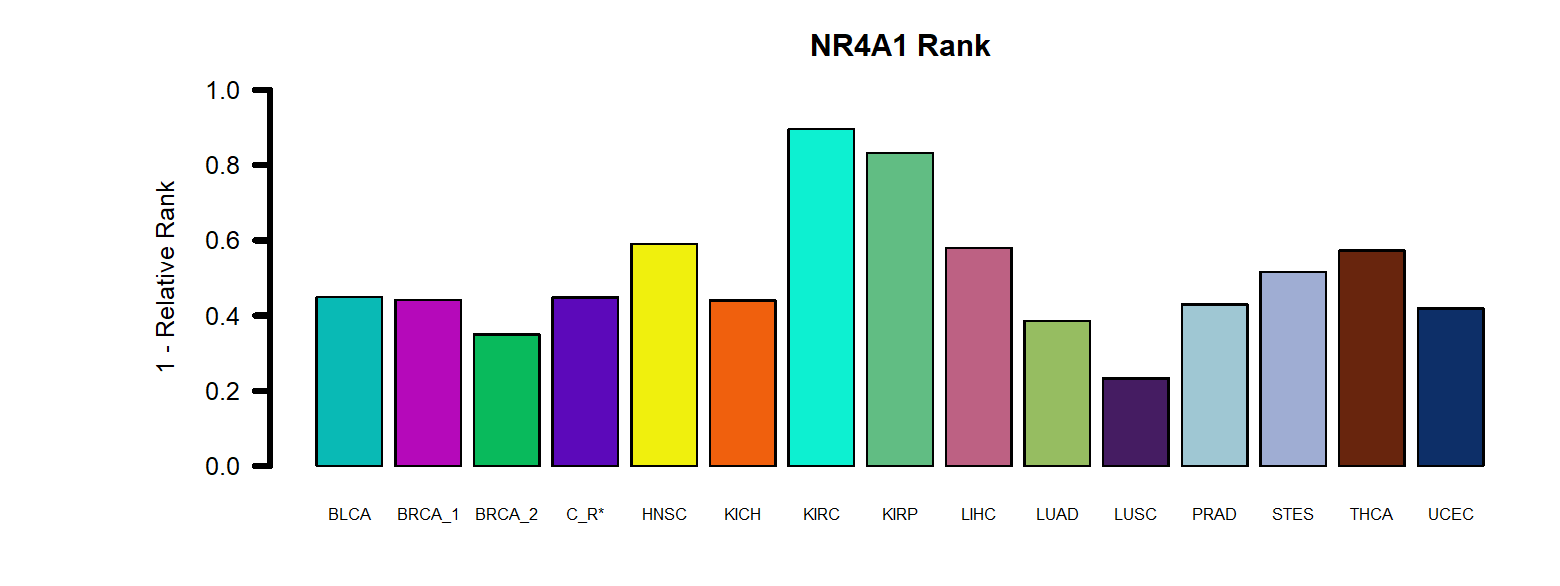 NR4A1 Rank
1 - Relative Rank
1.0
0.8
0.6
0.4
0.2
0.0
BLCA BRCA_1 BRCA_2 C_R* HNSC KICH KIRC KIRP LIHC LUAD LUSC PRAD STES THCA UCEC